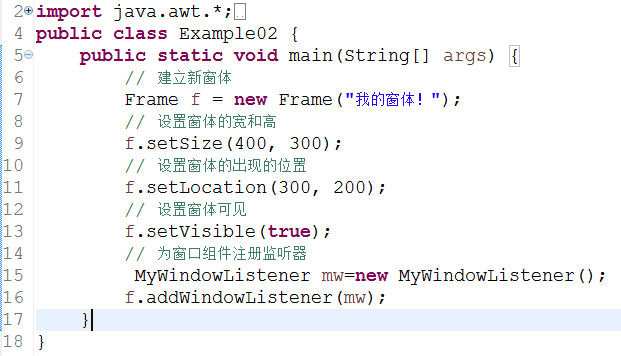 2 import java.awt.*;
4 public class Example02 {
5     public static void main(String[] args) {
6         // 建立新窗体
7         Frame f = new Frame("我的窗体！");
8         // 设置窗体的宽和高
9         f.setSize(400, 300);
10         // 设置窗体的出现的位置
11         f.setLocation(300, 200);
12         // 设置窗体可见
13         f.setVisible(true);
14         // 为窗口组件注册监听器
15          MyWindowListener mw=new MyWindowListener();
16         f.addWindowListener(mw);
17     }
18 }